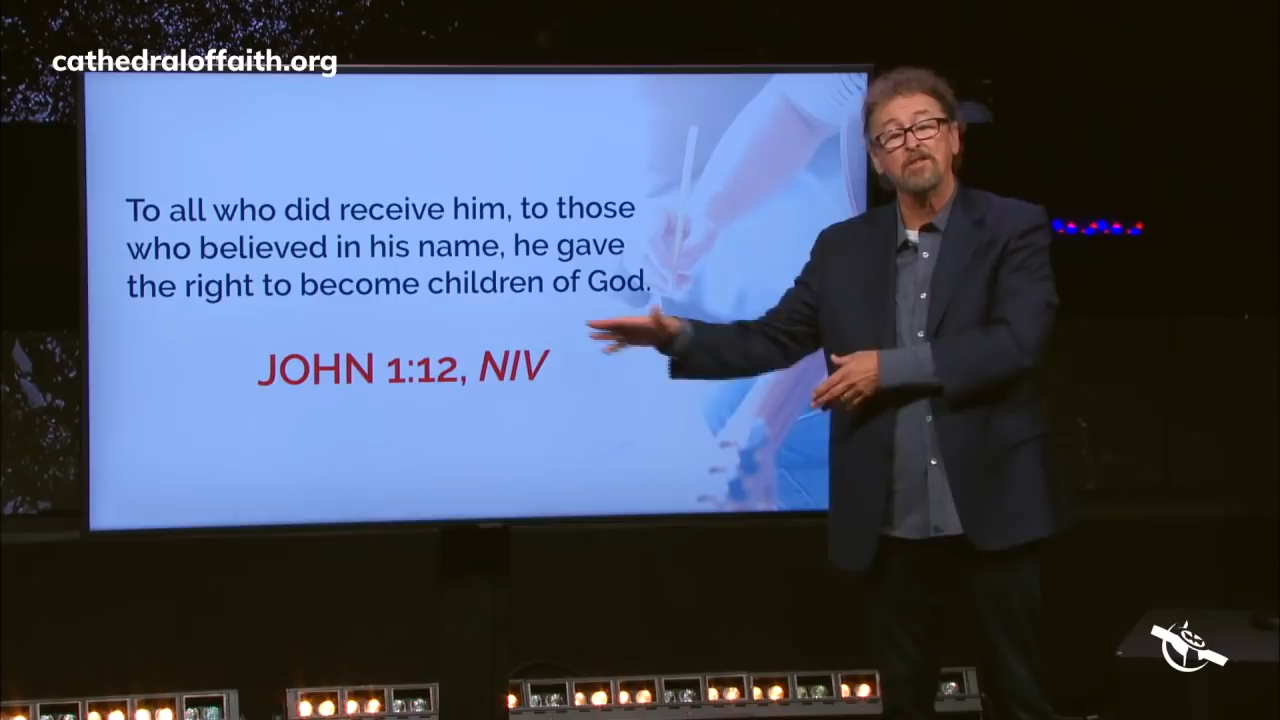 cathedraloffaith.org
To all who did receive him, to those
who believed in his name, he gave
the right to become children of God.
JOHN 1:12, NIV